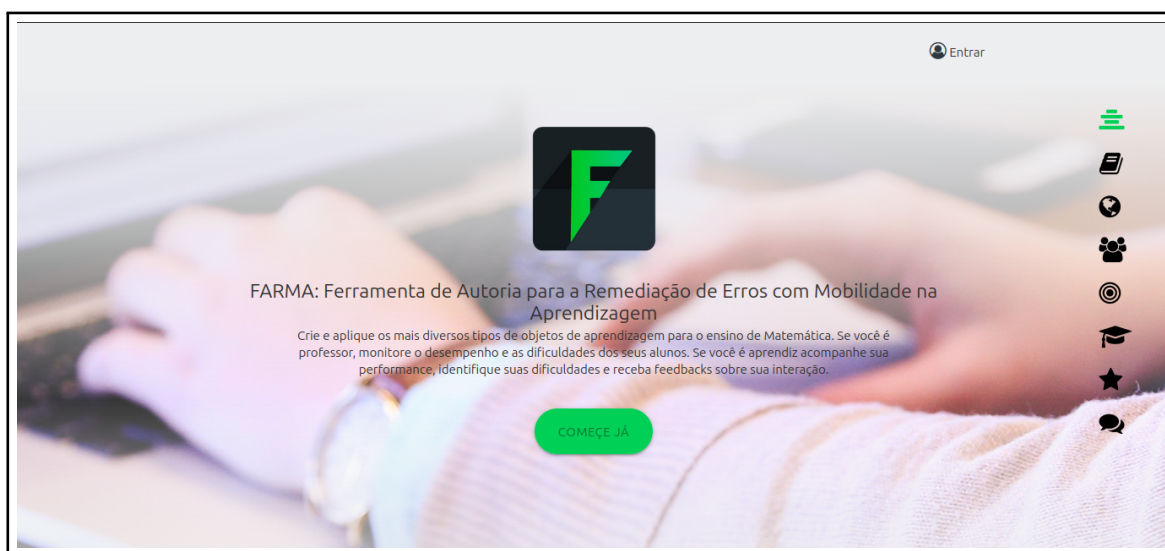 Entrar
F
FARMA: Ferramenta de Autoria para a Remediação de Erros com Mobilidade na
Aprendizagem
Crie e aplique os mais diversos tipos de objetos de aprendizagem para o ensino de Matemática. Se você é
professor, monitore o desempenho e as dificuldades dos seus alunos. Se você é aprendiz acompanhe sua
performance, identifique suas dificuldades e receba feedbacks sobre sua interação.
COMEÇE JÁ